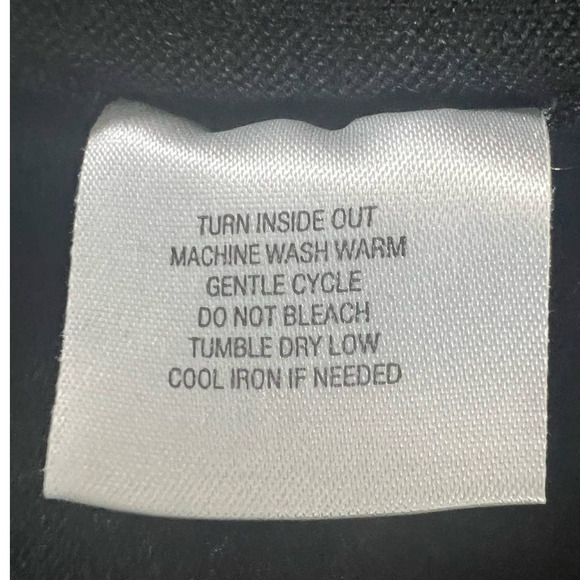 TURN INSIDE OUT
MACHINE WASH WARM
GENTLE CYCLE
DO NOT BLEACH
TUMBLE DRY LOW
COOL IRON IF NEEDED